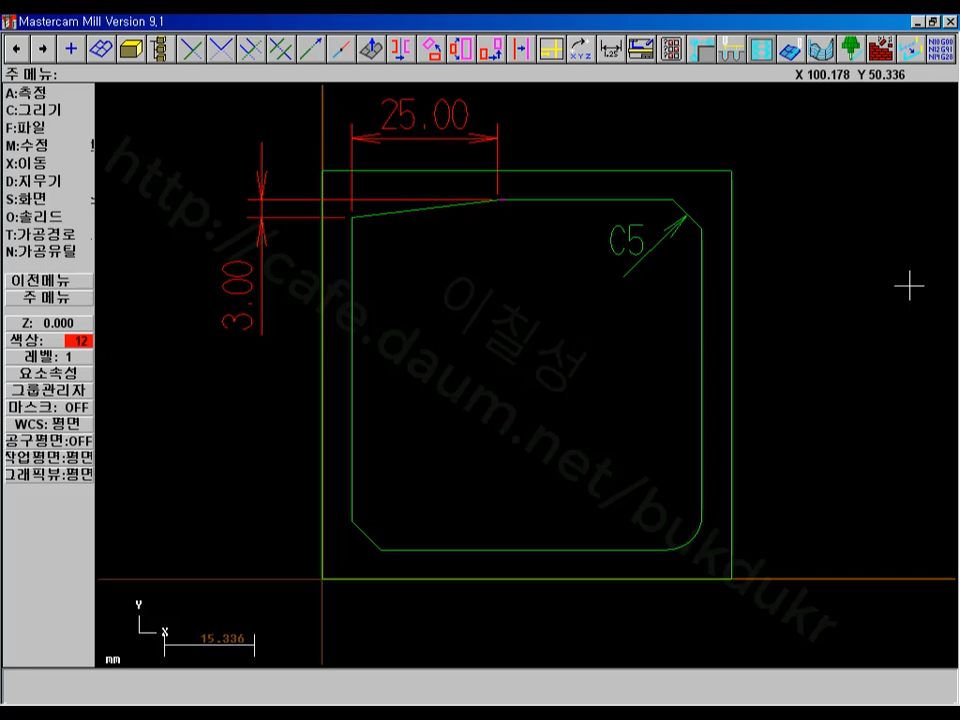 Mastercam Mill Version 9.1
주 메뉴:
X 100.178 Y 50.336
A:측정
C:그리기
F:파일
M:수정
X:이동
D:지우기
S:화면
O:솔리드
T:가공경로
N:가공유틸
이전메뉴
주 메뉴
Z: 0.000
색상: 12
레벨: 1
요소속성
그룹관리자
마스크: OFF
WCS: 평면
공구평면:OFF
작업평면:평면
그래픽뷰:평면
25.00
3.00
C5
http://cafe.daum.net/bukdukr
이칠성
Y
X
15.336
mm